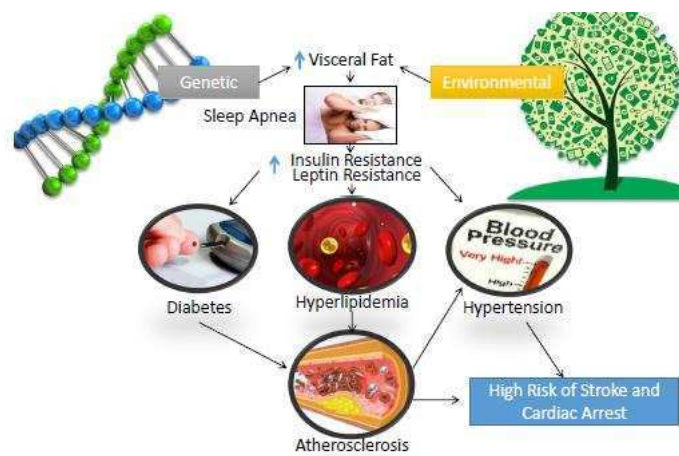 Visceral Fat
Genetic
Environmental
Sleep Apnea
Insulin Resistance
Leptin Resistance
Blood
Pressure
Very High
High
Diabetes
Hyperlipidemia
Hypertension
High Risk of Stroke and
Cardiac Arrest
Atherosclerosis